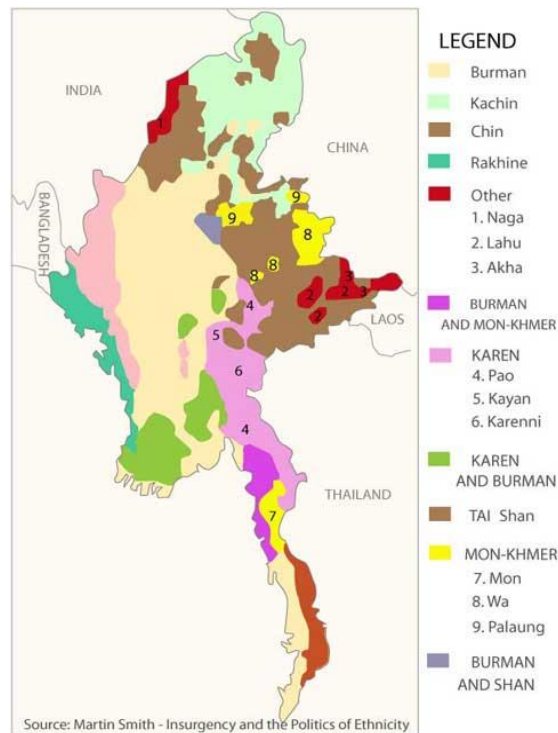 INDIA
CHINA
BANGLADESH
LAOS
THAILAND
1
9
9
8
8
8
3
2
2
3
2
4
5
6
4
7
Source: Martin Smith - Insurgency and the Politics of Ethnicity
LEGEND
Burman
Kachin
Chin
Rakhine
Other
1. Naga
2. Lahu
3. Akha
BURMAN
AND MON-KHMER
KAREN
4. Pao
5. Kayan
6. Karenni
KAREN
AND BURMAN
TAI Shan
MON-KHMER
7. Mon
8. Wa
9. Palaung
BURMAN
AND SHAN